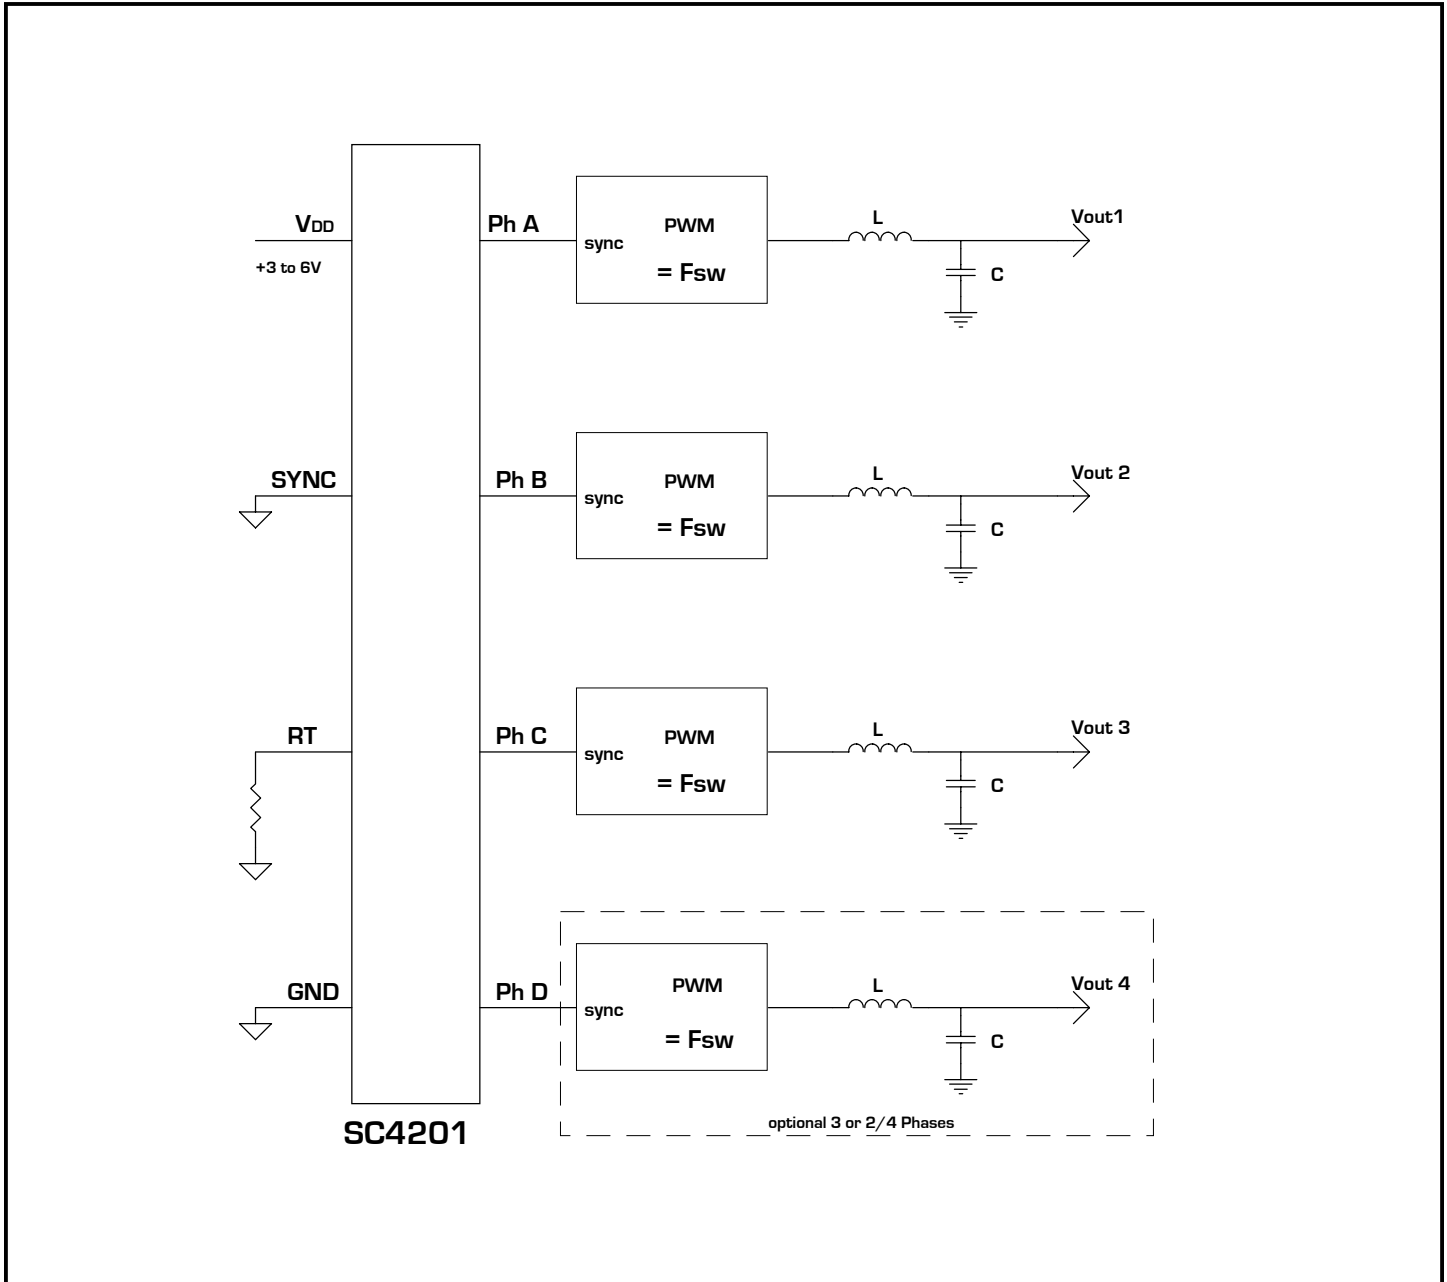 VDD
+3 to 6V
Ph A
sync
PWM
= Fsw
L
C
Vout1
SYNC
Ph B
sync
PWM
= Fsw
L
C
Vout 2
RT
Ph C
sync
PWM
= Fsw
L
C
Vout 3
GND
Ph D
sync
PWM
= Fsw
L
C
Vout 4
optional 3 or 2/4 Phases
SC4201